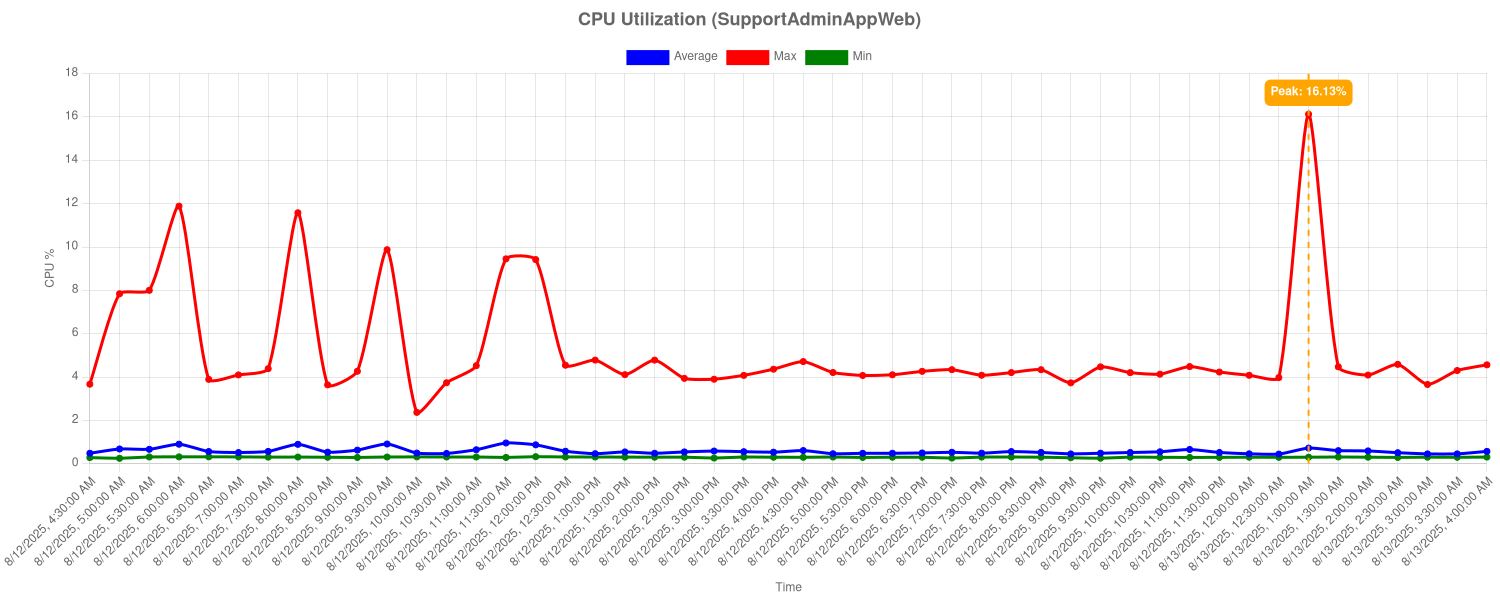 CPU Utilization (SupportAdminAppWeb)
Average Max Min
Peak: 16.13%
18
16
14
12
10
8
6
4
2
0
CPU %
8/12/2025, 4:30:00 AM
8/12/2025, 5:00:00 AM
8/12/2025, 5:30:00 AM
8/12/2025, 6:00:00 AM
8/12/2025, 6:30:00 AM
8/12/2025, 7:00:00 AM
8/12/2025, 7:30:00 AM
8/12/2025, 8:00:00 AM
8/12/2025, 8:30:00 AM
8/12/2025, 9:00:00 AM
8/12/2025, 9:30:00 AM
8/12/2025, 10:00:00 AM
8/12/2025, 10:30:00 AM
8/12/2025, 11:00:00 AM
8/12/2025, 11:30:00 AM
8/12/2025, 12:00:00 PM
8/12/2025, 12:30:00 PM
8/12/2025, 1:00:00 PM
8/12/2025, 1:30:00 PM
8/12/2025, 2:00:00 PM
8/12/2025, 2:30:00 PM
8/12/2025, 3:00:00 PM
8/12/2025, 3:30:00 PM
8/12/2025, 4:00:00 PM
8/12/2025, 4:30:00 PM
8/12/2025, 5:00:00 PM
8/12/2025, 5:30:00 PM
8/12/2025, 6:00:00 PM
8/12/2025, 6:30:00 PM
8/12/2025, 7:00:00 PM
8/12/2025, 7:30:00 PM
8/12/2025, 8:00:00 PM
8/12/2025, 8:30:00 PM
8/12/2025, 9:00:00 PM
8/12/2025, 9:30:00 PM
8/12/2025, 10:00:00 PM
8/12/2025, 10:30:00 PM
8/12/2025, 11:00:00 PM
8/12/2025, 11:30:00 PM
8/13/2025, 12:00:00 AM
8/13/2025, 12:30:00 AM
8/13/2025, 1:00:00 AM
8/13/2025, 1:30:00 AM
8/13/2025, 2:00:00 AM
8/13/2025, 2:30:00 AM
8/13/2025, 3:00:00 AM
8/13/2025, 3:30:00 AM
8/13/2025, 4:00:00 AM
Time